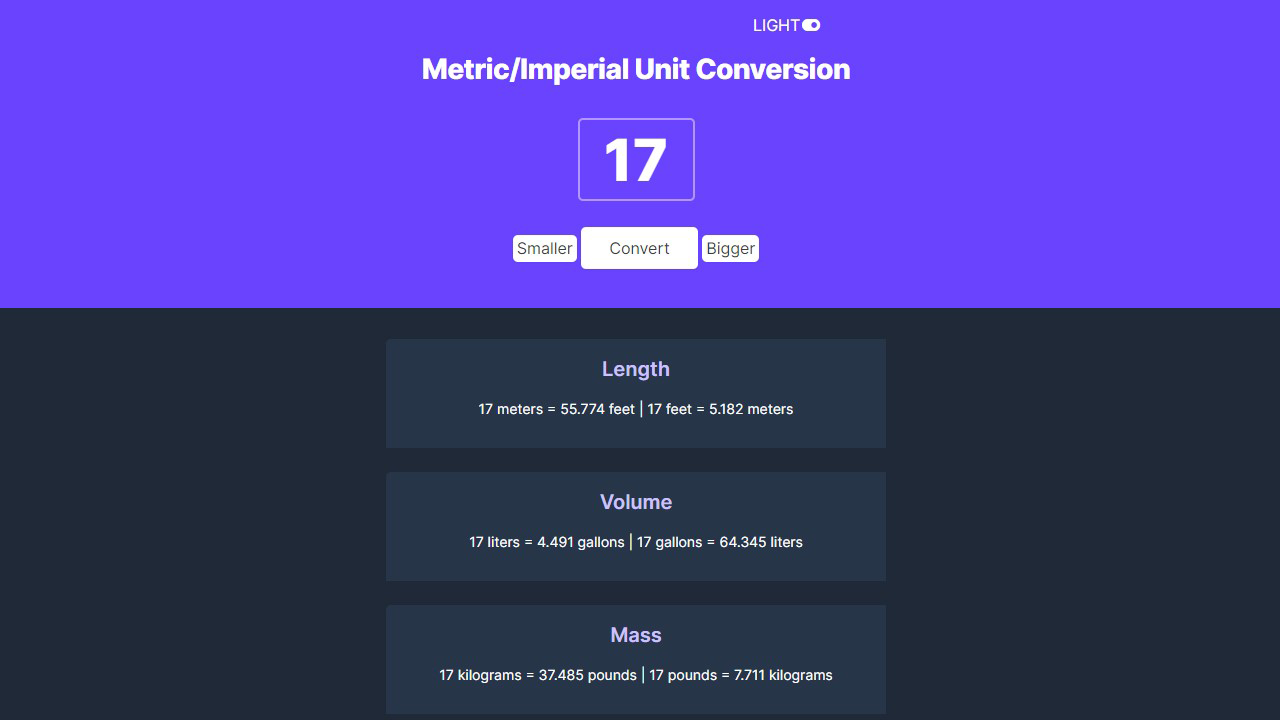 LIGHT
Metric/Imperial Unit Conversion
17
Smaller Convert Bigger
Length
17 meters = 55.774 feet | 17 feet = 5.182 meters
Volume
17 liters = 4.491 gallons | 17 gallons = 64.345 liters
Mass
17 kilograms = 37.485 pounds | 17 pounds = 7.711 kilograms